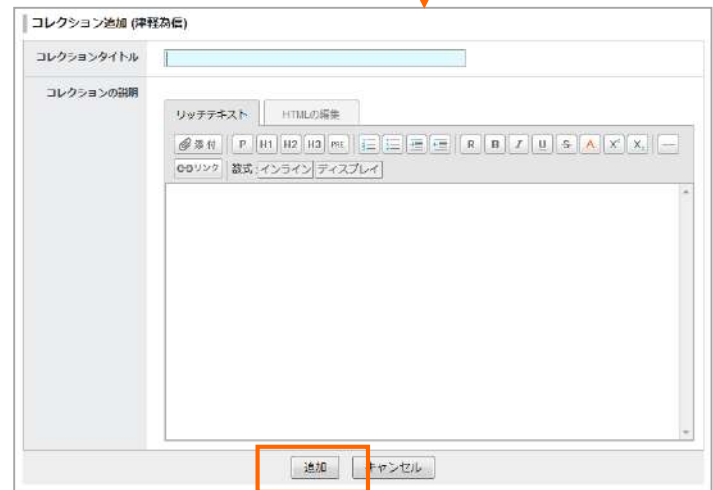 コレクション追加 (津軽為信)
コレクションタイトル
コレクションの説明
リッチテキスト HTMLの編集
添付 P H1 H2 H3 PRE R B I U S A X X
リンク 数式:インライン ディスプレイ
追加 キャンセル